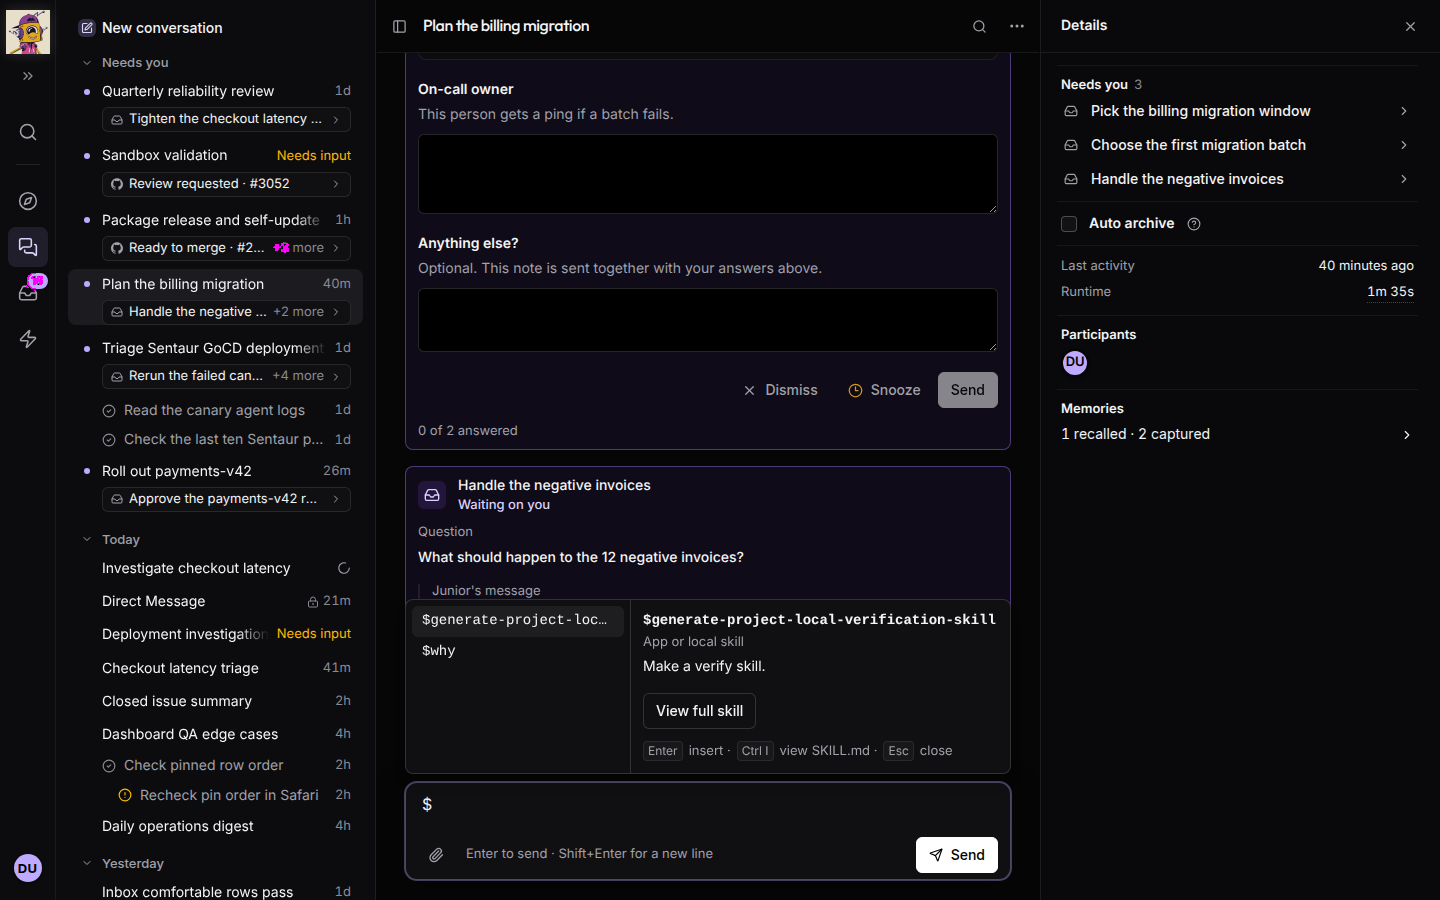 New conversation
Needs you
Quarterly reliability review 1d
Tighten the checkout latency ...
Sandbox validation Needs input
Review requested · #3052
Package release and self-update 1h
Ready to merge · #2... more
Plan the billing migration 40m
Handle the negative ... +2 more
Triage Sentaur GoCD deployment 1d
Rerun the failed can... +4 more
Read the canary agent logs 1d
Check the last ten Sentaur p... 1d
Roll out payments-v42 26m
Approve the payments-v42 r...
Today
Investigate checkout latency
Direct Message 21m
Deployment investigation Needs input
Checkout latency triage 41m
Closed issue summary 2h
Dashboard QA edge cases 4h
Check pinned row order 2h
Recheck pin order in Safari 2h
Daily operations digest 4h
Yesterday
Inbox comfortable rows pass 1d
DU
Plan the billing migration
On-call owner
This person gets a ping if a batch fails.
Anything else?
Optional. This note is sent together with your answers above.
Dismiss Snooze Send
0 of 2 answered
Handle the negative invoices
Waiting on you
Question
What should happen to the 12 negative invoices?
Junior's message
$generate-project-loc...
$why
$generate-project-local-verification-skill
App or local skill
Make a verify skill.
View full skill
Enter insert · Ctrl I view SKILL.md · Esc close
$
Enter to send · Shift+Enter for a new line
Send
Details
Needs you 3
Pick the billing migration window
Choose the first migration batch
Handle the negative invoices
Auto archive
Last activity 40 minutes ago
Runtime 1m 35s
Participants
DU
Memories
1 recalled · 2 captured